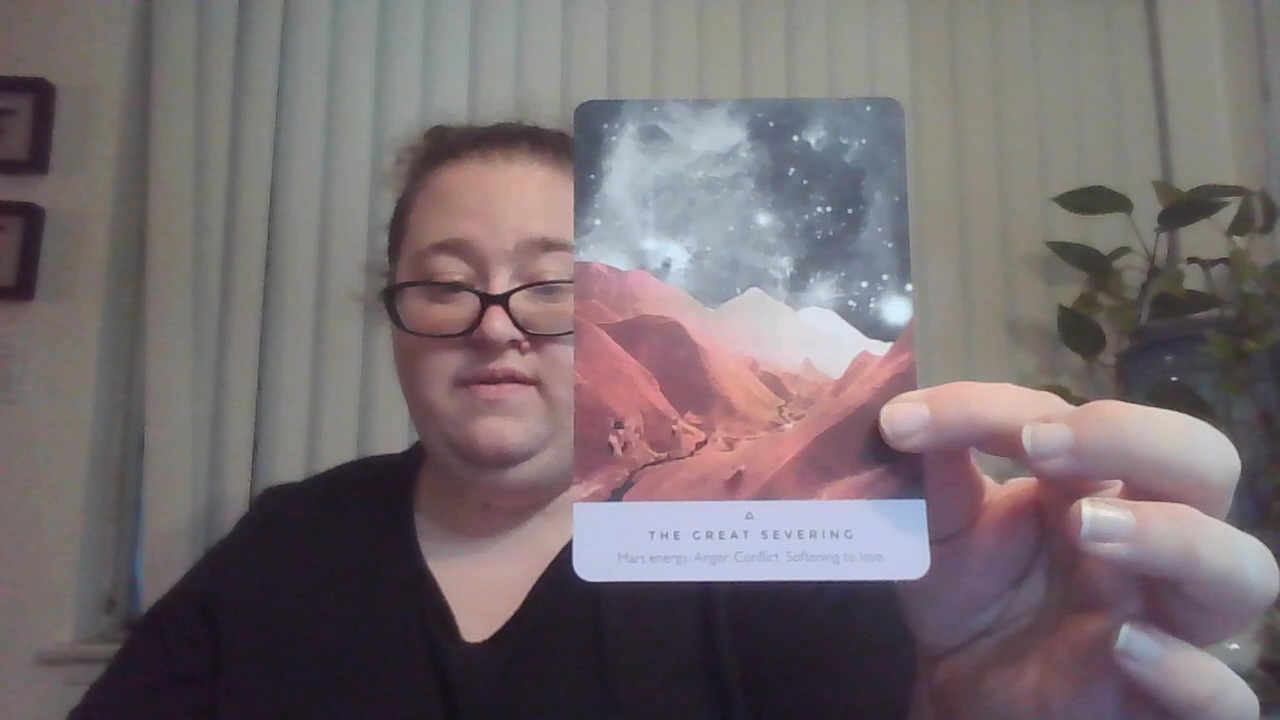 THE GREAT SEVERING
Mars energy. Anger. Conflict. Softening to love.